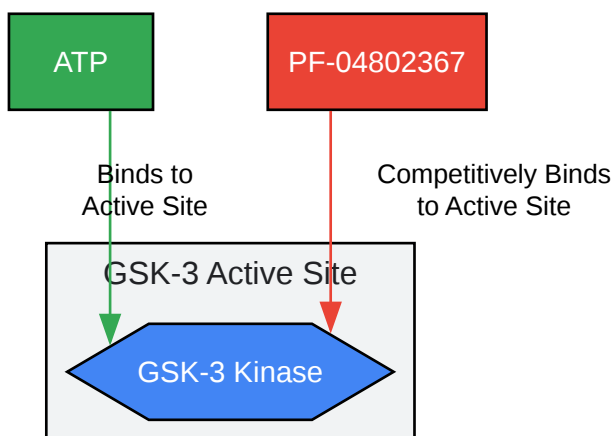 ATP
PF-04802367
Binds to
Active Site
Competitively Binds
to Active Site
GSK-3 Active Site
GSK-3 Kinase